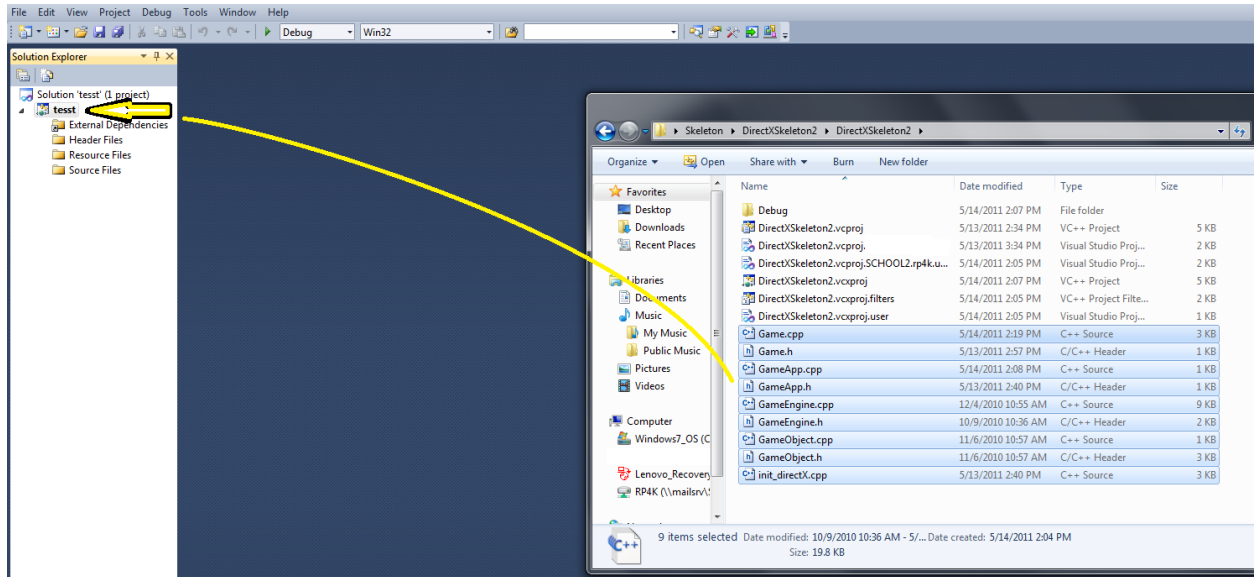 File Edit View Project Debug Tools Window Help
Debug Win32
Solution Explorer
Solution 'tesst' (1 project)
tesst
External Dependencies
Header Files
Resource Files
Source Files
Skeleton DirectXSkeleton2 DirectXSkeleton2
Organize Open Share with Burn New folder
Favorites
Desktop
Downloads
Recent Places
Libraries
Documents
Music
My Music
Public Music
Pictures
Videos
Computer
Windows7_OS (C
Lenovo_Recovery
RP4K (\\mailsrv\
Name Date modified Type Size
Debug 5/14/2011 2:07 PM File folder
DirectXSkeleton2.vcproj 5/13/2011 2:34 PM VC++ Project 5 KB
DirectXSkeleton2.vcproj. 5/13/2011 3:34 PM Visual Studio Proj... 2 KB
DirectXSkeleton2.vcproj.SCHOOL2.rp4k.u... 5/14/2011 2:05 PM Visual Studio Proj... 2 KB
DirectXSkeleton2.vcxproj 5/14/2011 2:07 PM VC++ Project 5 KB
DirectXSkeleton2.vcxproj.filters 5/14/2011 2:05 PM VC++ Project Filte... 2 KB
DirectXSkeleton2.vcxproj.user 5/14/2011 2:05 PM Visual Studio Proj... 1 KB
Game.cpp 5/14/2011 2:19 PM C++ Source 3 KB
Game.h 5/13/2011 2:57 PM C/C++ Header 1 KB
GameApp.cpp 5/14/2011 2:08 PM C++ Source 1 KB
GameApp.h 5/13/2011 2:40 PM C/C++ Header 1 KB
GameEngine.cpp 12/4/2010 10:55 AM C++ Source 9 KB
GameEngine.h 10/9/2010 10:36 AM C/C++ Header 2 KB
GameObject.cpp 11/6/2010 10:57 AM C++ Source 1 KB
GameObject.h 11/6/2010 10:57 AM C/C++ Header 3 KB
init_directX.cpp 5/13/2011 2:40 PM C++ Source 3 KB
C++
9 items selected Date modified: 10/9/2010 10:36 AM - 5/... Date created: 5/14/2011 2:04 PM
Size: 19.8 KB